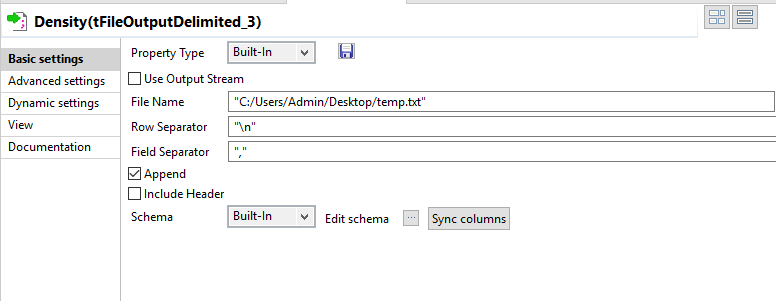 Density(tFileOutputDelimited_3)
Basic settings
Advanced settings
Dynamic settings
View
Documentation
Property Type Built-In
Use Output Stream
File Name "C:/Users/Admin/Desktop/temp.txt"
Row Separator "\n"
Field Separator ","
Append
Include Header
Schema Built-In Edit schema ... Sync columns